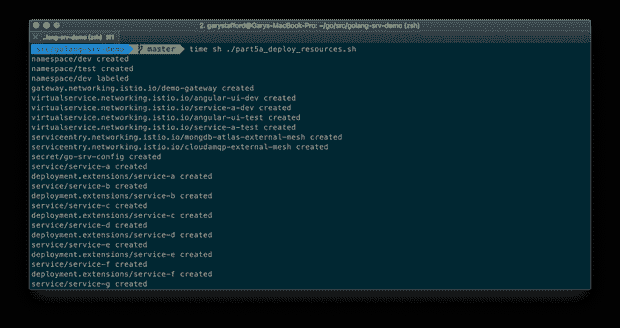 2. garystafford@Garys-MacBook-Pro: ~/go/src/golang-srv-demo (zsh)
..lang-srv-demo (zsh)
src/golang-srv-demo master time sh ./part5a_deploy_resources.sh
namespace/dev created
namespace/test created
namespace/dev labeled
gateway.networking.istio.io/demo-gateway created
virtualservice.networking.istio.io/angular-ui-dev created
virtualservice.networking.istio.io/service-a-dev created
virtualservice.networking.istio.io/angular-ui-test created
virtualservice.networking.istio.io/service-a-test created
serviceentry.networking.istio.io/mongdb-atlas-external-mesh created
serviceentry.networking.istio.io/cloudamqp-external-mesh created
secret/go-srv-config created
service/service-a created
deployment.extensions/service-a created
service/service-b created
deployment.extensions/service-b created
service/service-c created
deployment.extensions/service-c created
service/service-d created
deployment.extensions/service-d created
service/service-e created
deployment.extensions/service-e created
service/service-f created
deployment.extensions/service-f created
service/service-g created